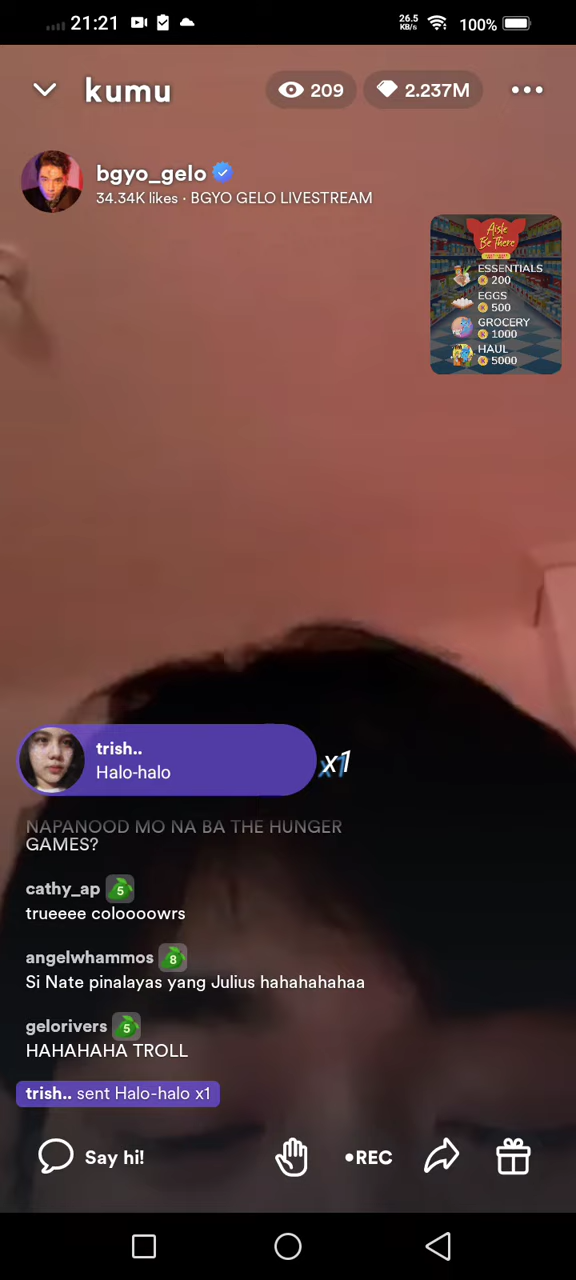 21:21
26.5
KB/s
100%
kumu
209
2.237M
bgyo_gelo
34.34K likes · BGYO GELO LIVESTREAM
Aisle
Be There
ESSENTIALS
200
EGGS
500
GROCERY
1000
HAUL
5000
trish..
Halo-halo
x1
NAPANOOD MO NA BA THE HUNGER
GAMES?
cathy_ap 5
trueeee coloooowrs
angelwhammos 8
Si Nate pinalayas yang Julius hahahahahaa
gelorivers 5
HAHAHAHA TROLL
trish.. sent Halo-halo x1
Say hi!
•REC